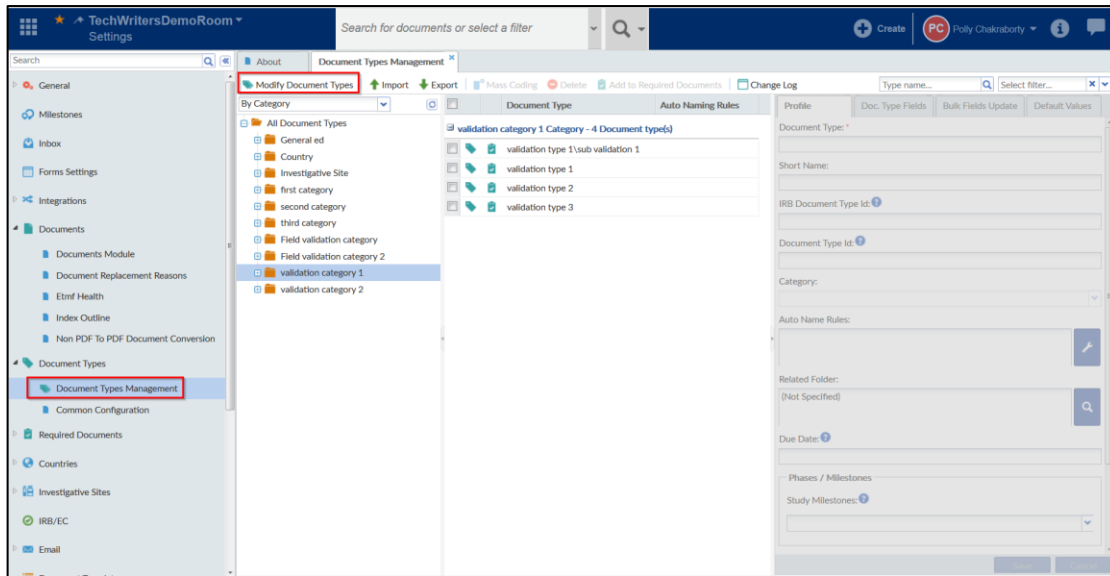 TechWritersDemoRoom
Settings
Search for documents or select a filter
Create
PC
Polly Chakraborty
Search
General
Milestones
Inbox
Forms Settings
Integrations
Documents
Documents Module
Document Replacement Reasons
Etmf Health
Index Outline
Non PDF To PDF Document Conversion
Document Types
Document Types Management
Common Configuration
Required Documents
Countries
Investigative Sites
IRB/EC
Email
About
Document Types Management
Modify Document Types
Import
Export
Mass Coding
Delete
Add to Required Documents
Change Log
Type name...
Select filter...
By Category
All Document Types
General ed
Country
Investigative Site
first category
second category
third category
Field validation category
Field validation category 2
validation category 1
validation category 2
Document Type
Auto Naming Rules
validation category 1 Category - 4 Document type(s)
validation type 1\sub validation 1
validation type 1
validation type 2
validation type 3
Profile
Doc. Type Fields
Bulk Fields Update
Default Values
Document Type: *
Short Name:
IRB Document Type Id:
Document Type Id:
Category:
Auto Name Rules:
Related Folder:
(Not Specified)
Due Date:
Phases / Milestones
Study Milestones:
Save
Cancel